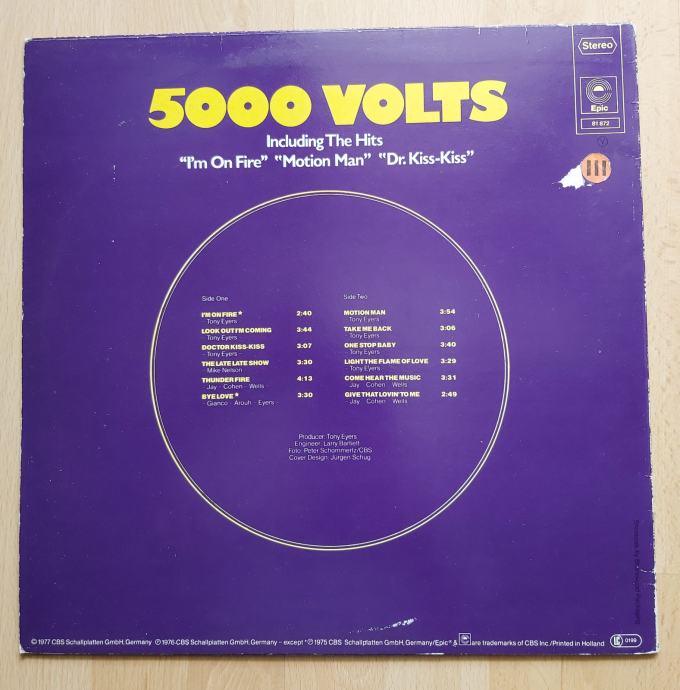 Stereo
Epic
81 872
5000 VOLTS
Including The Hits
"I'm On Fire" "Motion Man" "Dr. Kiss-Kiss"
III
Side One
I'M ON FIRE * 2:40
- Tony Eyers
LOOK OUT I'M COMING 3:44
- Tony Eyers
DOCTOR KISS-KISS 3:07
- Tony Eyers -
THE LATE LATE SHOW 3:30
- Mike Nelson
THUNDER FIRE 4:13
- Jay - Cohen - Wells
BYE LOVE * 3:30
- Gianco - Arouh - Eyers -
Side Two
MOTION MAN 3:54
- Tony Eyers
TAKE ME BACK 3:06
- Tony Eyers
ONE STOP BABY 3:40
- Tony Eyers
LIGHT THE FLAME OF LOVE 3:29
- Tony Eyers
COME HEAR THE MUSIC 3:31
- Jay - Cohen - Wells
GIVE THAT LOVIN' TO ME 2:49
- Jay - Cohen - Wells
Producer: Tony Eyers
Engineer: Larry Bartlett
Foto: Peter Schommertz/CBS
Cover Design: Jürgen Schug
© 1977 CBS Schallplatten GmbH, Germany ℗ 1976 CBS Schallplatten GmbH. Germany – except * ℗ 1975 CBS Schallplatten GmbH, Germany/Epic® & are trademarks of CBS Inc./Printed in Holland
0199